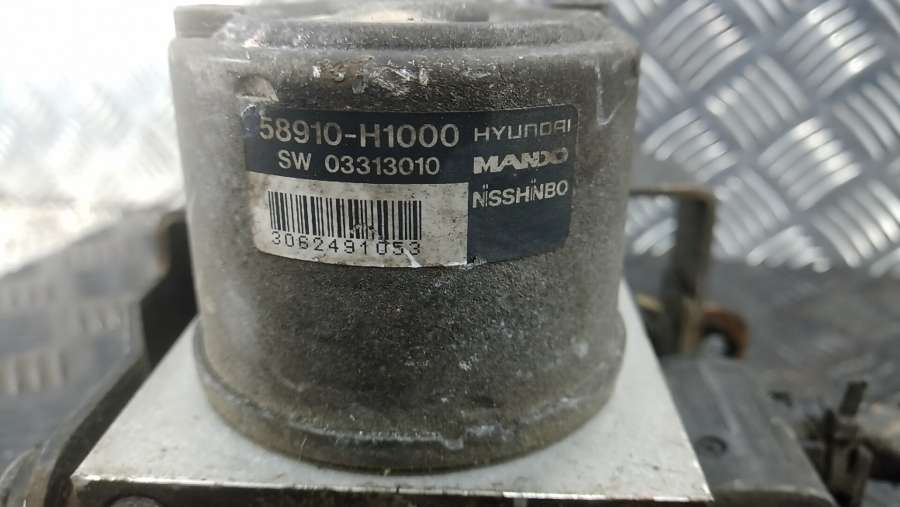 58910-H1000 HYUNDAI
SW 03313010 MANDO
NISSHINBO
3062491053